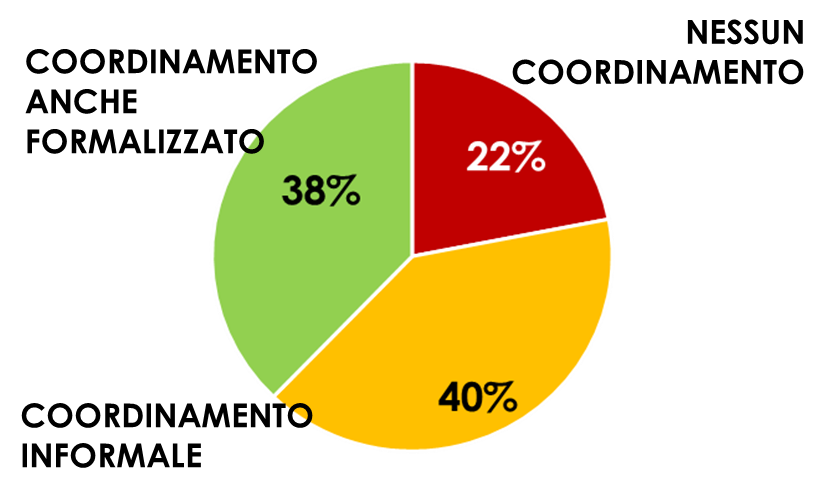 NESSUN
COORDINAMENTO
22%
COORDINAMENTO
ANCHE
FORMALIZZATO
38%
COORDINAMENTO
INFORMALE
40%